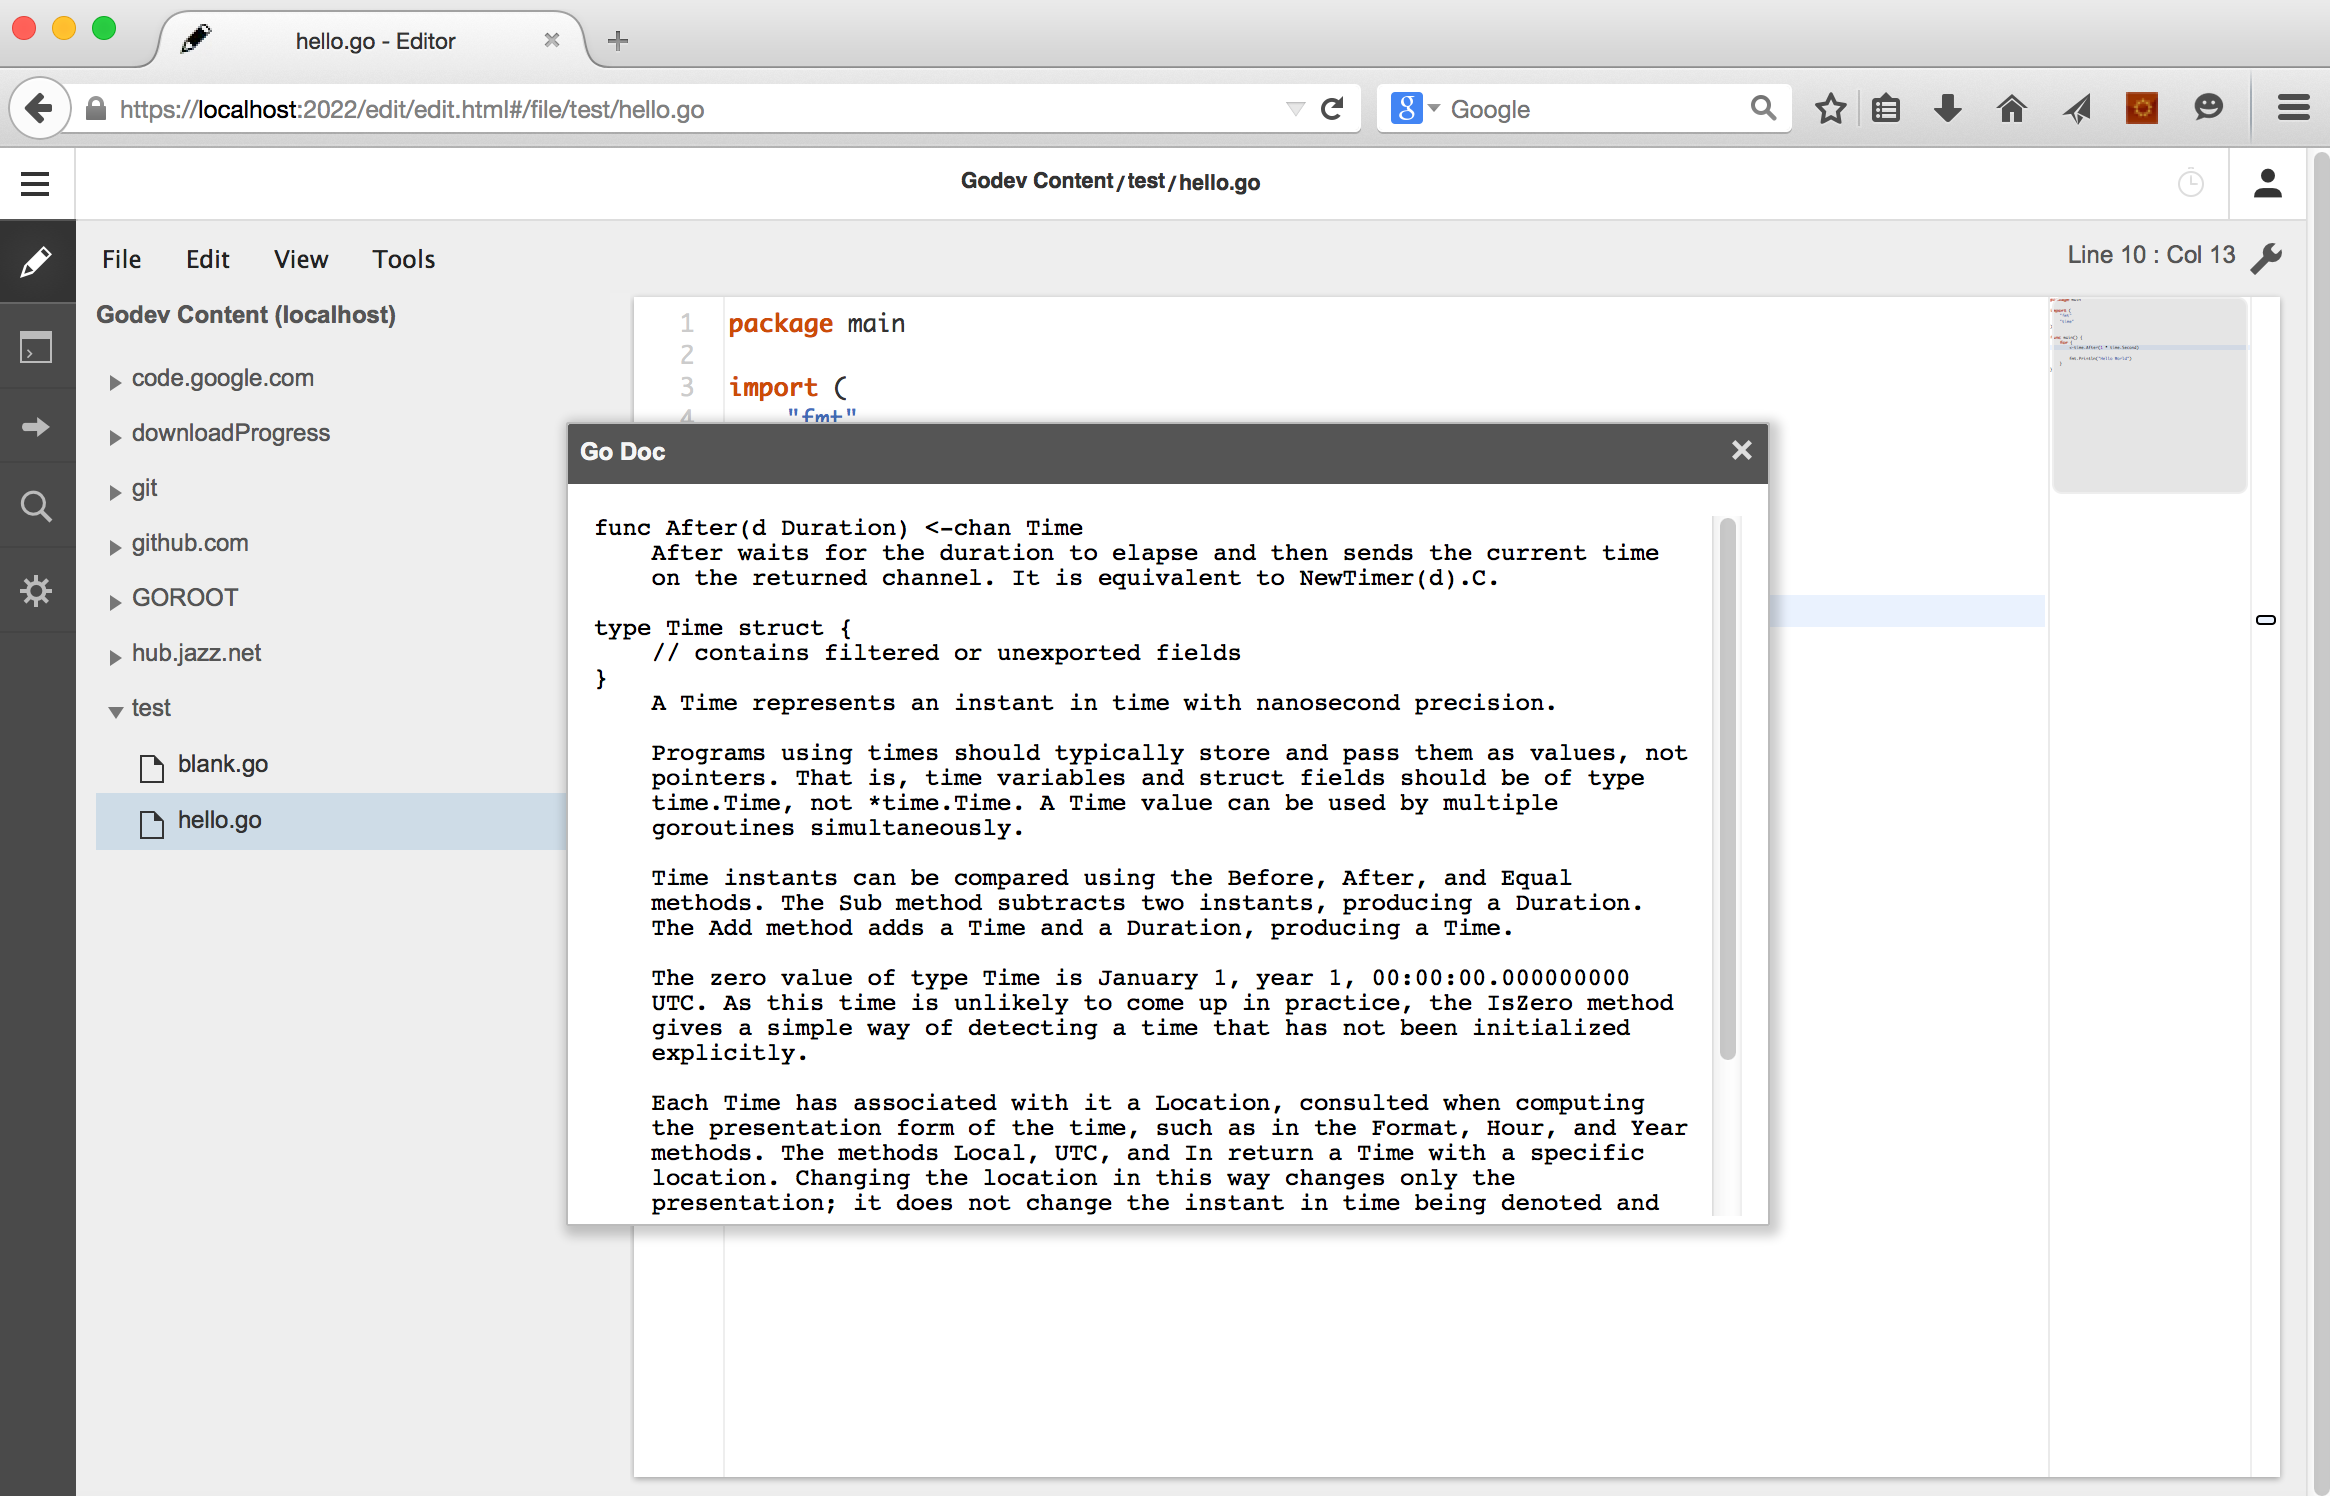 hello.go - Editor
https://localhost:2022/edit/edit.html#/file/test/hello.go
Google
Godev Content/test/hello.go
File Edit View Tools
Line 10 : Col 13
Godev Content (localhost)
code.google.com
downloadProgress
git
github.com
GOROOT
hub.jazz.net
test
blank.go
hello.go
1 package main
2
3 import (
4 "fmt"
Go Doc
func After(d Duration) <-chan Time
After waits for the duration to elapse and then sends the current time
on the returned channel. It is equivalent to NewTimer(d).C.
type Time struct {
// contains filtered or unexported fields
}
A Time represents an instant in time with nanosecond precision.
Programs using times should typically store and pass them as values, not
pointers. That is, time variables and struct fields should be of type
time.Time, not *time.Time. A Time value can be used by multiple
goroutines simultaneously.
Time instants can be compared using the Before, After, and Equal
methods. The Sub method subtracts two instants, producing a Duration.
The Add method adds a Time and a Duration, producing a Time.
The zero value of type Time is January 1, year 1, 00:00:00.000000000
UTC. As this time is unlikely to come up in practice, the IsZero method
gives a simple way of detecting a time that has not been initialized
explicitly.
Each Time has associated with it a Location, consulted when computing
the presentation form of the time, such as in the Format, Hour, and Year
methods. The methods Local, UTC, and In return a Time with a specific
location. Changing the location in this way changes only the
presentation; it does not change the instant in time being denoted and